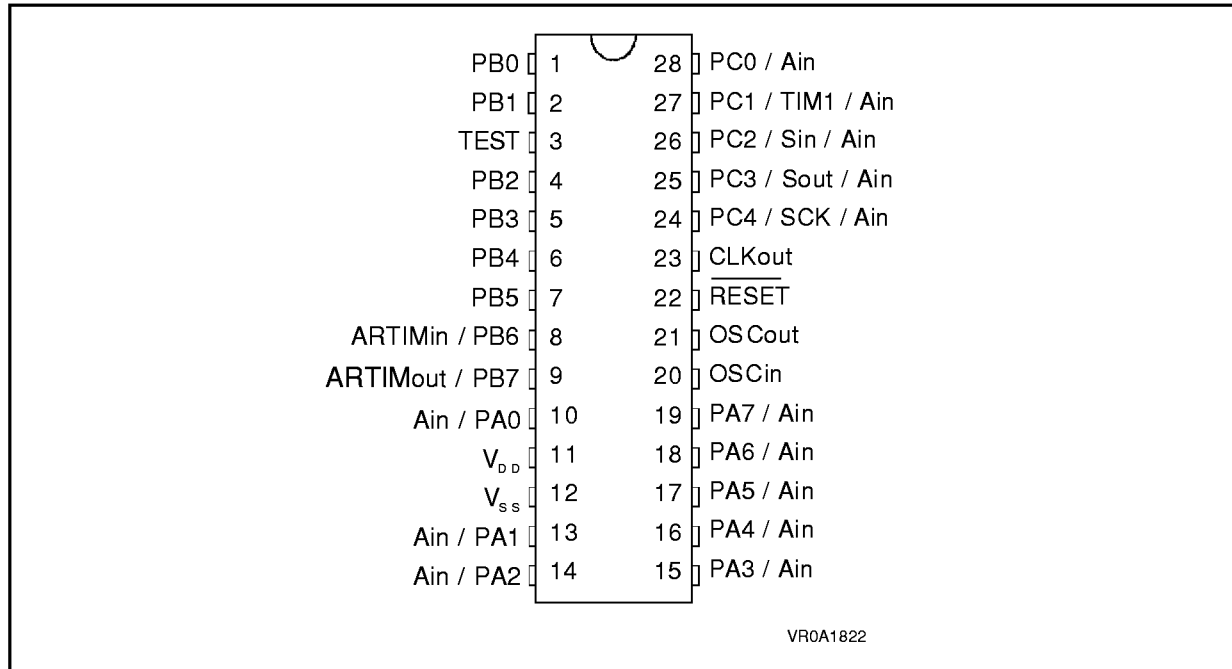 PB0 1 28 PC0 / Ain
PB1 2 27 PC1 / TIM1 / Ain
TEST 3 26 PC2 / Sin / Ain
PB2 4 25 PC3 / Sout / Ain
PB3 5 24 PC4 / SCK / Ain
PB4 6 23 CLKout
PB5 7 22 RESET
ARTIMin / PB6 8 21 OSCout
ARTIMout / PB7 9 20 OSCin
Ain / PA0 10 19 PA7 / Ain
VDD 11 18 PA6 / Ain
VSS 12 17 PA5 / Ain
Ain / PA1 13 16 PA4 / Ain
Ain / PA2 14 15 PA3 / Ain
VR0A1822